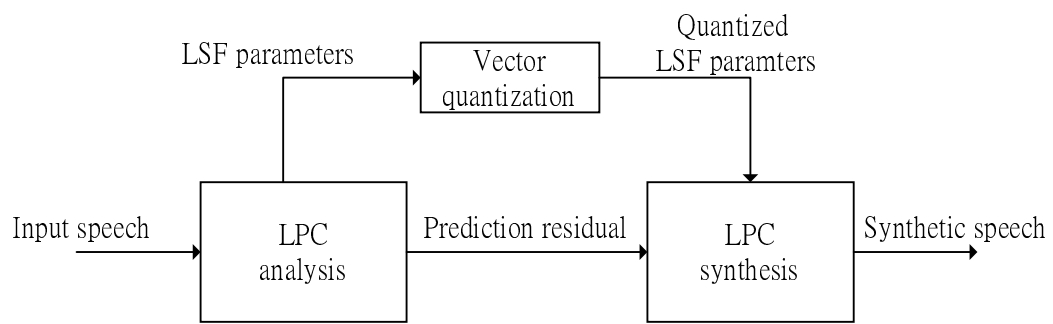 LSF parameters
Vector
quantization
Quantized
LSF paramters
Input speech
LPC
analysis
Prediction residual
LPC
synthesis
Synthetic speech